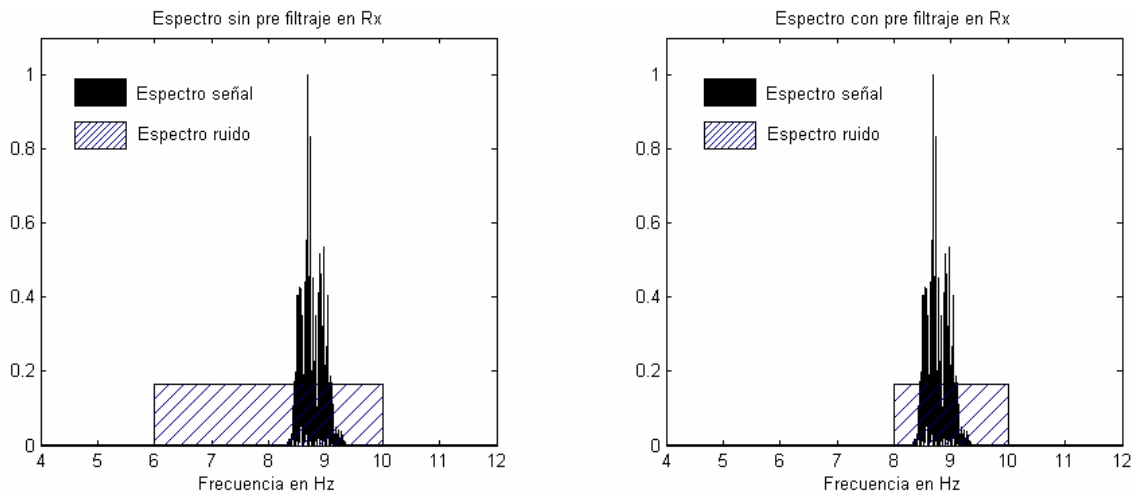 Espectro sin pre filtraje en Rx
1
0.8
0.6
0.4
0.2
0
Espectro señal
Espectro ruido
4 5 6 7 8 9 10 11 12
Frecuencia en Hz
Espectro con pre filtraje en Rx
1
0.8
0.6
0.4
0.2
0
Espectro señal
Espectro ruido
4 5 6 7 8 9 10 11 12
Frecuencia en Hz